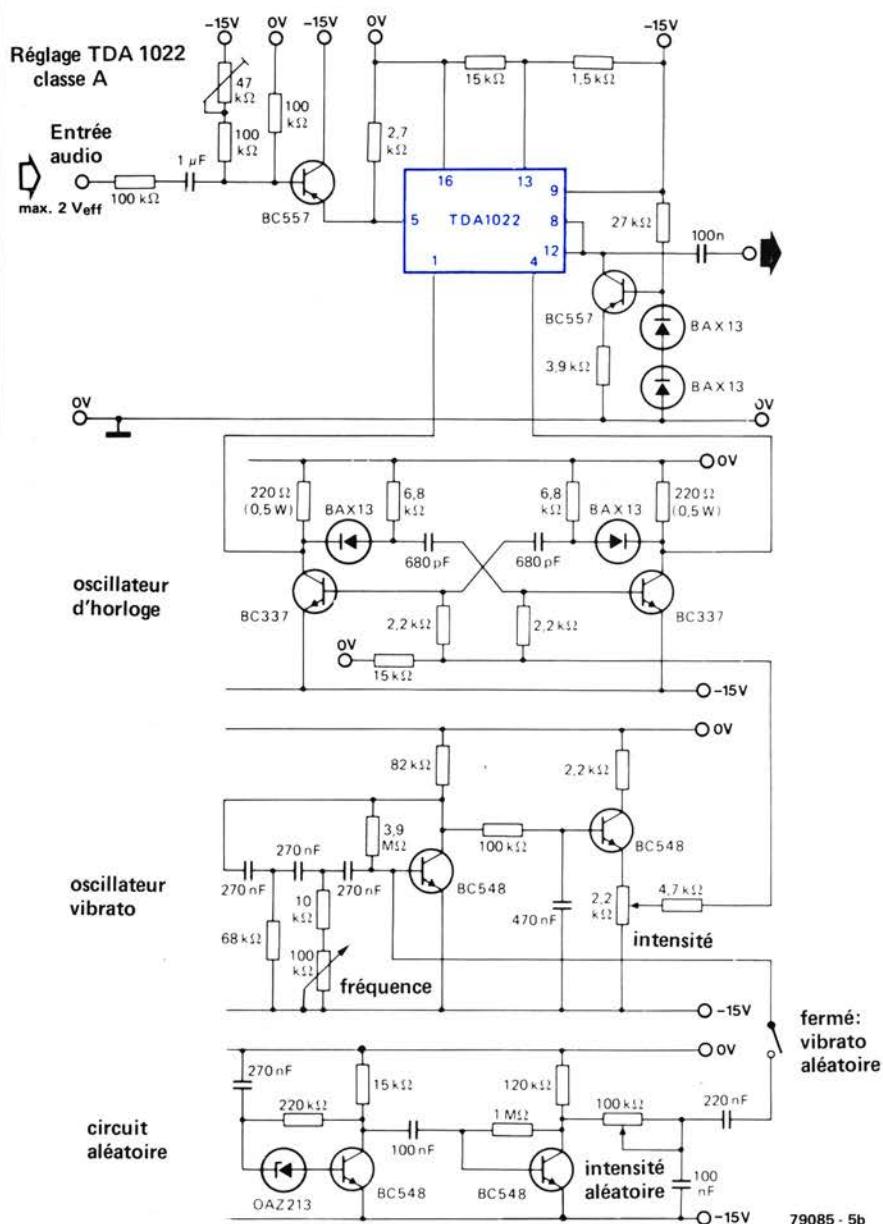 -15V 0V -15V 0V -15V
Réglage TDA 1022
classe A
47
kΩ
15 kΩ
1,5 kΩ
100
kΩ
100
kΩ
2,7
kΩ
Entrée
audio
1 µF
100 kΩ
max. 2 Veff
BC557
16 13
5 TDA1022 9
8
12
1 4
27 kΩ
100n
BC557
BAX13
3,9 kΩ
BAX13
0V 0V
0V
220 Ω
(0,5 W)
BAX13
6,8
kΩ
6,8
kΩ
BAX13
220 Ω
(0,5 W)
680 pF
680 pF
oscillateur
d'horloge
BC337
BC337
2,2 kΩ
2,2 kΩ
0V
15 kΩ
-15V
0V
82 kΩ
2,2 kΩ
3,9
MΩ
100 kΩ
BC548
270 nF
270 nF
270 nF
BC548
oscillateur
vibrato
10
kΩ
470 nF
2,2
kΩ
4,7 kΩ
68 kΩ
100
kΩ
intensité
fréquence
-15V
fermé:
vibrato
aléatoire
0V
270 nF
15 kΩ
120 kΩ
220 kΩ
100 nF
1 MΩ
100 kΩ
220 nF
circuit
aléatoire
OAZ213
BC548
BC548
intensité
aléatoire
100
nF
-15V
79085 - 5b